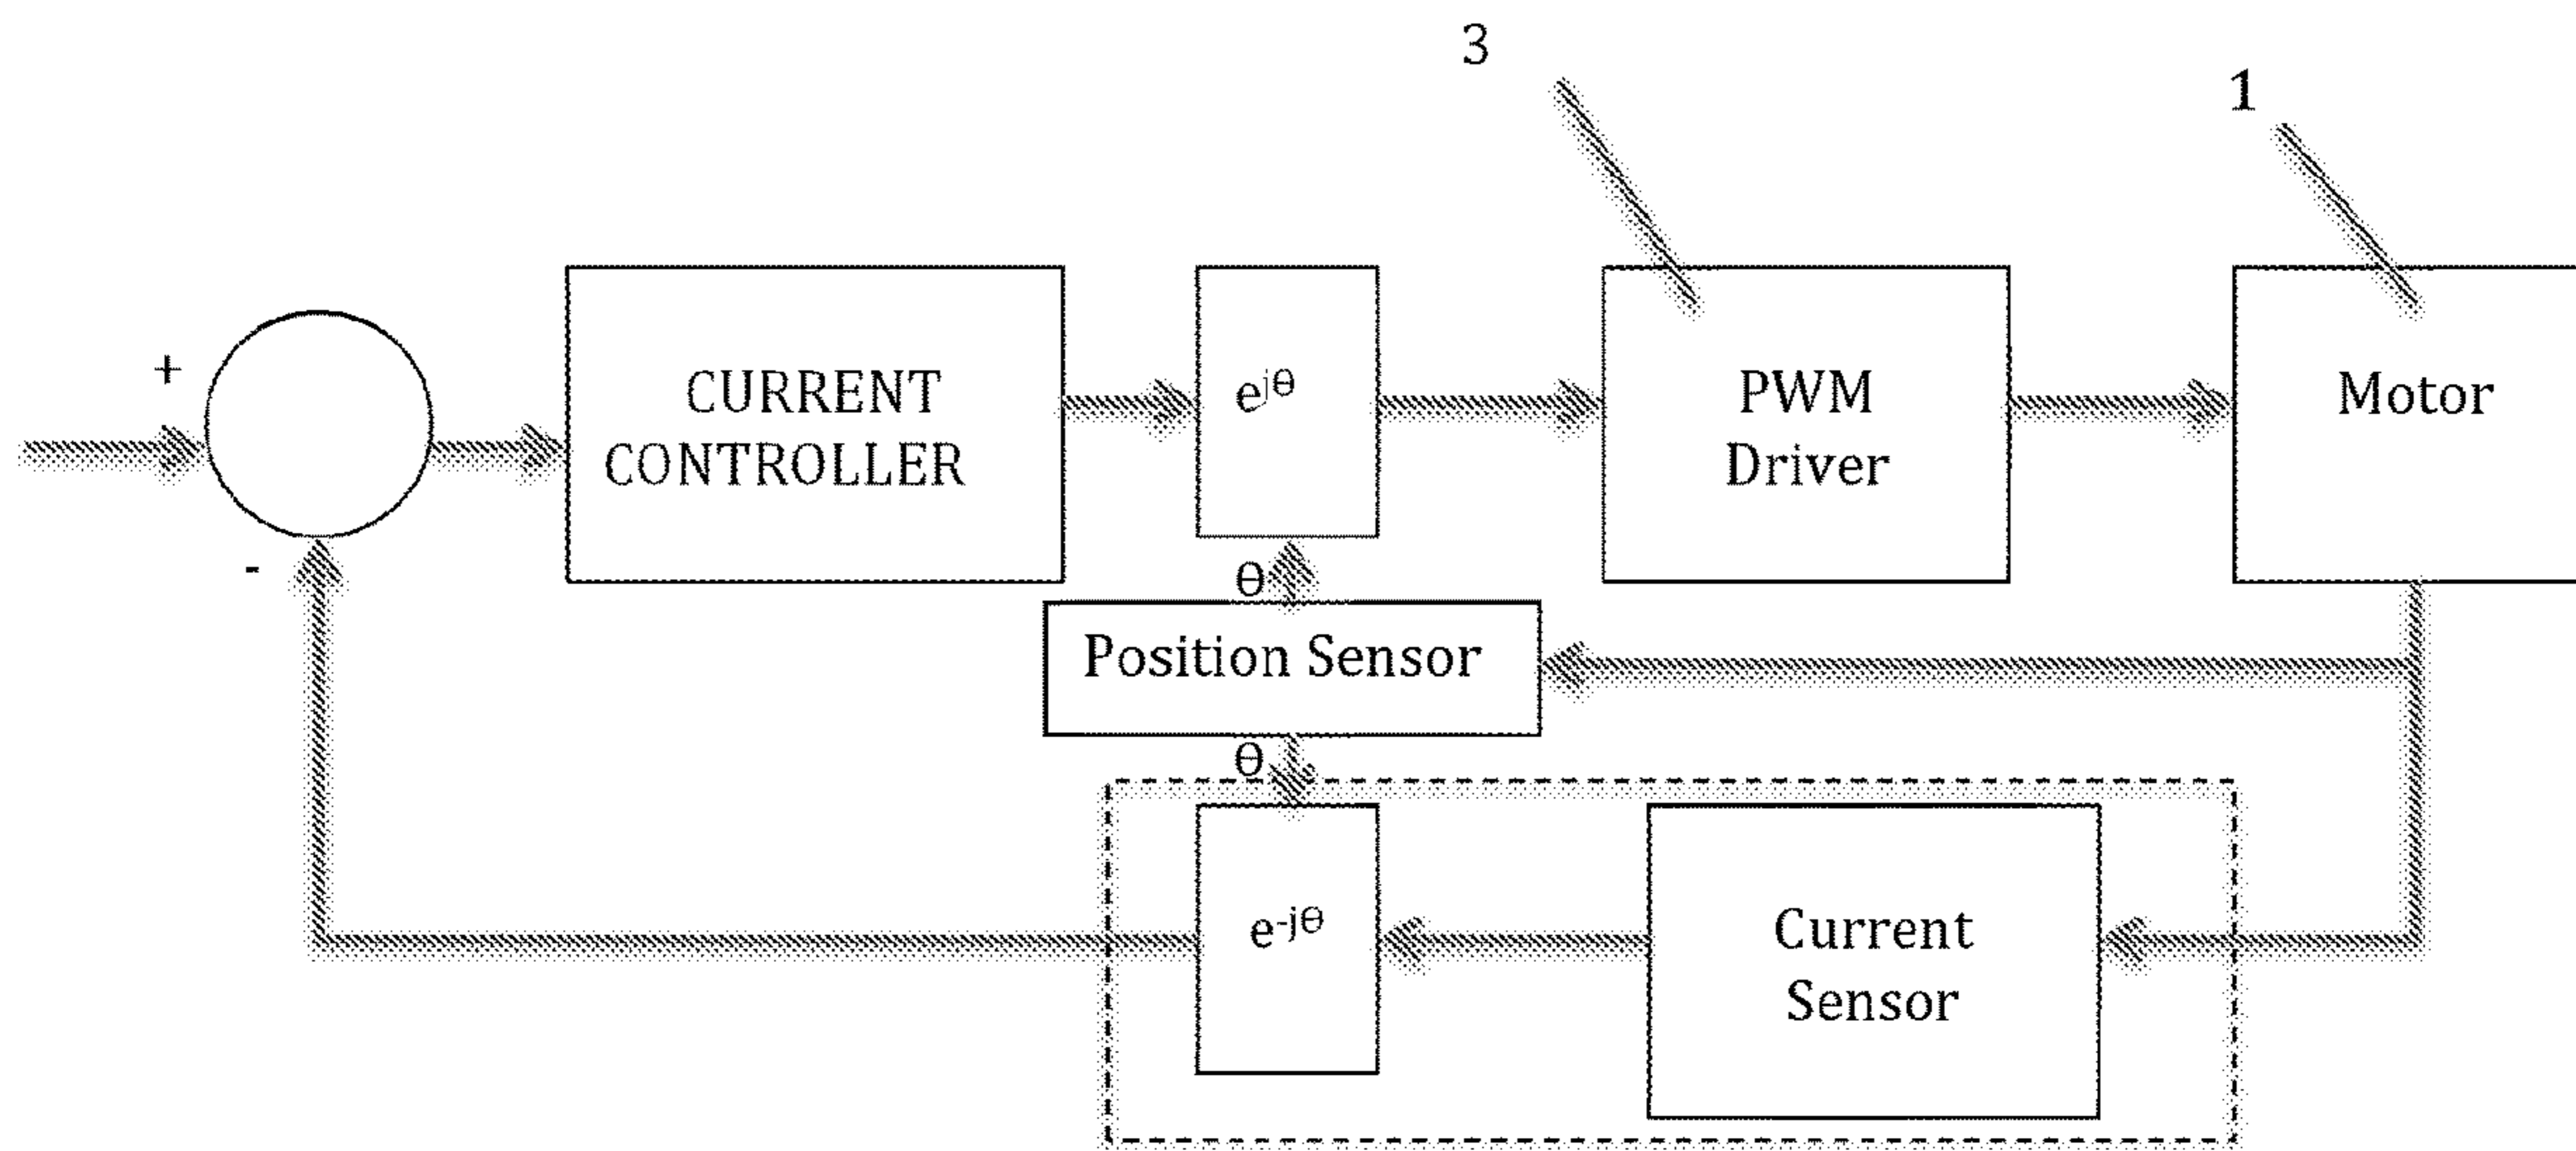 3
1
+
CURRENT
CONTROLLER
e^jθ
PWM
Driver
Motor
-
θ
Position Sensor
θ
e^-jθ
Current
Sensor